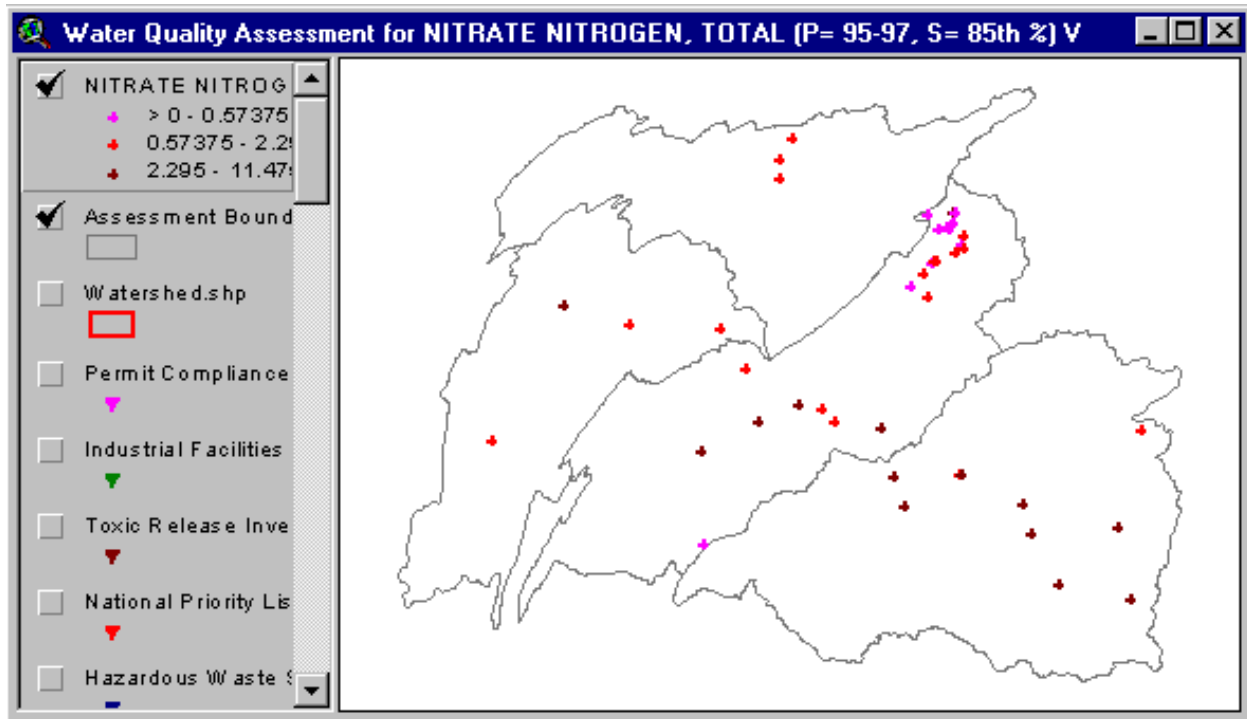 Water Quality Assessment for NITRATE NITROGEN, TOTAL (P= 95-97, S= 85th %) V
NITRATE NITROG
> 0 - 0.57375
0.57375 - 2.29
2.295 - 11.47
Assessment Bound
Watershed.shp
Permit Compliance
Industrial Facilities
Toxic Release Inve
National Priority Lis
Hazardous Waste